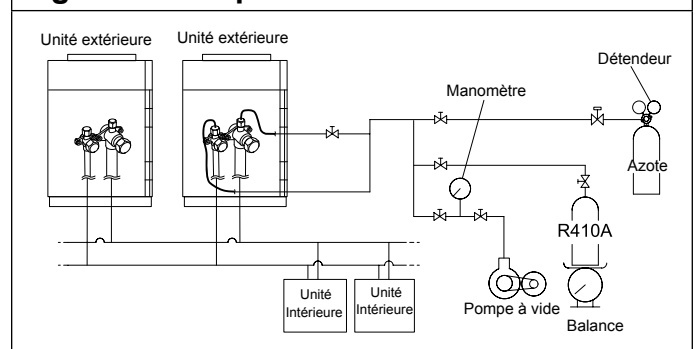 Unité extérieure
Unité extérieure
Détendeur
Manomètre
Azote
R410A
Unité
Intérieure
Unité
Intérieure
Pompe à vide
Balance